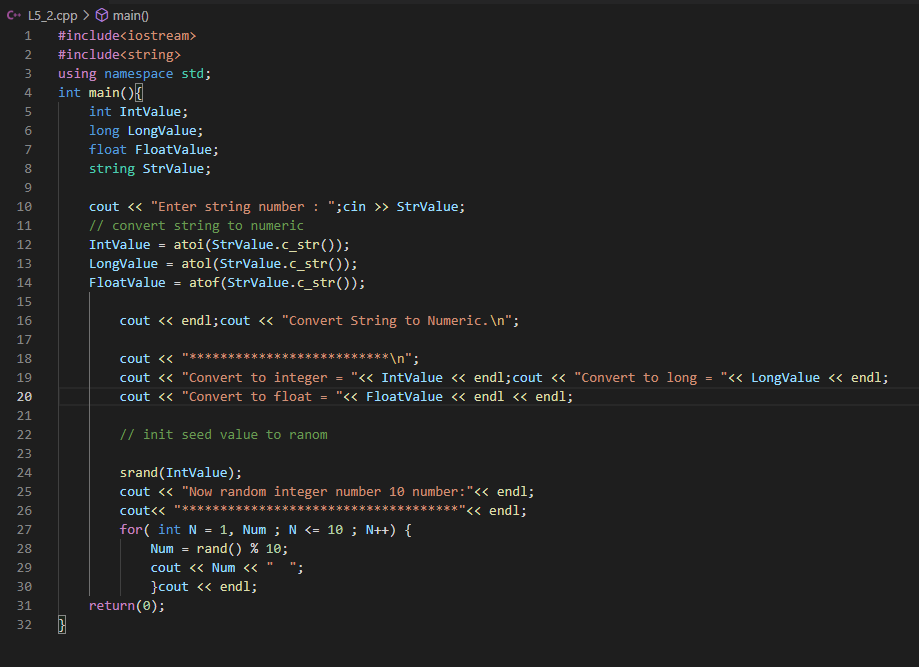 L5_2.cpp > main()
1 #include<iostream>
2 #include<string>
3 using namespace std;
4 int main(){
5     int IntValue;
6     long LongValue;
7     float FloatValue;
8     string StrValue;
9
10     cout << "Enter string number : ";cin >> StrValue;
11     // convert string to numeric
12     IntValue = atoi(StrValue.c_str());
13     LongValue = atol(StrValue.c_str());
14     FloatValue = atof(StrValue.c_str());
15
16         cout << endl;cout << "Convert String to Numeric.\n";
17
18         cout << "**************************\n";
19         cout << "Convert to integer = "<< IntValue << endl;cout << "Convert to long = "<< LongValue << endl;
20         cout << "Convert to float = "<< FloatValue << endl << endl;
21
22         // init seed value to ranom
23
24         srand(IntValue);
25         cout << "Now random integer number 10 number:"<< endl;
26         cout<< "************************************"<< endl;
27         for( int N = 1, Num ; N <= 10 ; N++) {
28             Num = rand() % 10;
29             cout << Num << "  ";
30             }cout << endl;
31     return(0);
32 }